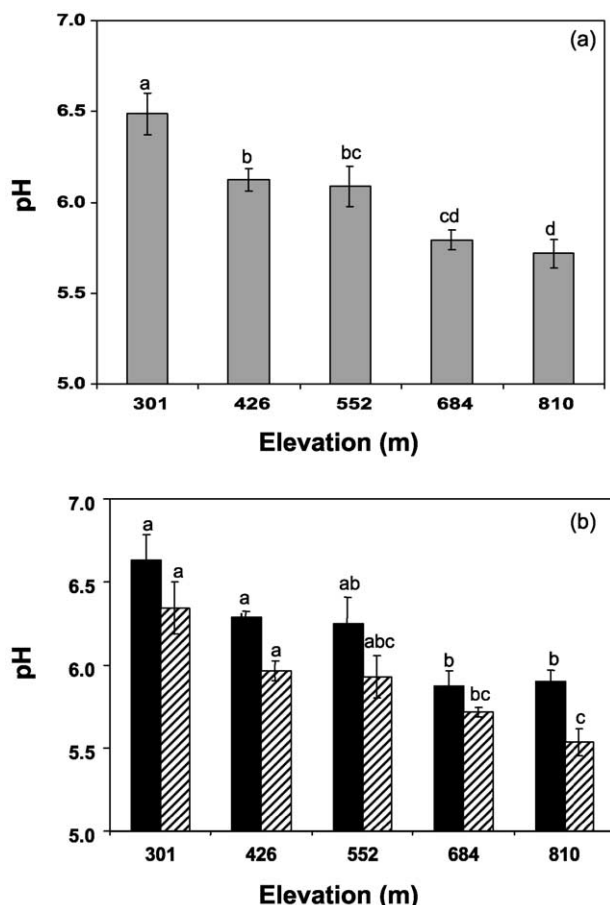 (a)
7.0
6.5
6.0
5.5
5.0
pH
a
b
bc
cd
d
301 426 552 684 810
Elevation (m)
(b)
7.0
6.5
6.0
5.5
5.0
pH
a a a a ab abc b bc b c
301 426 552 684 810
Elevation (m)